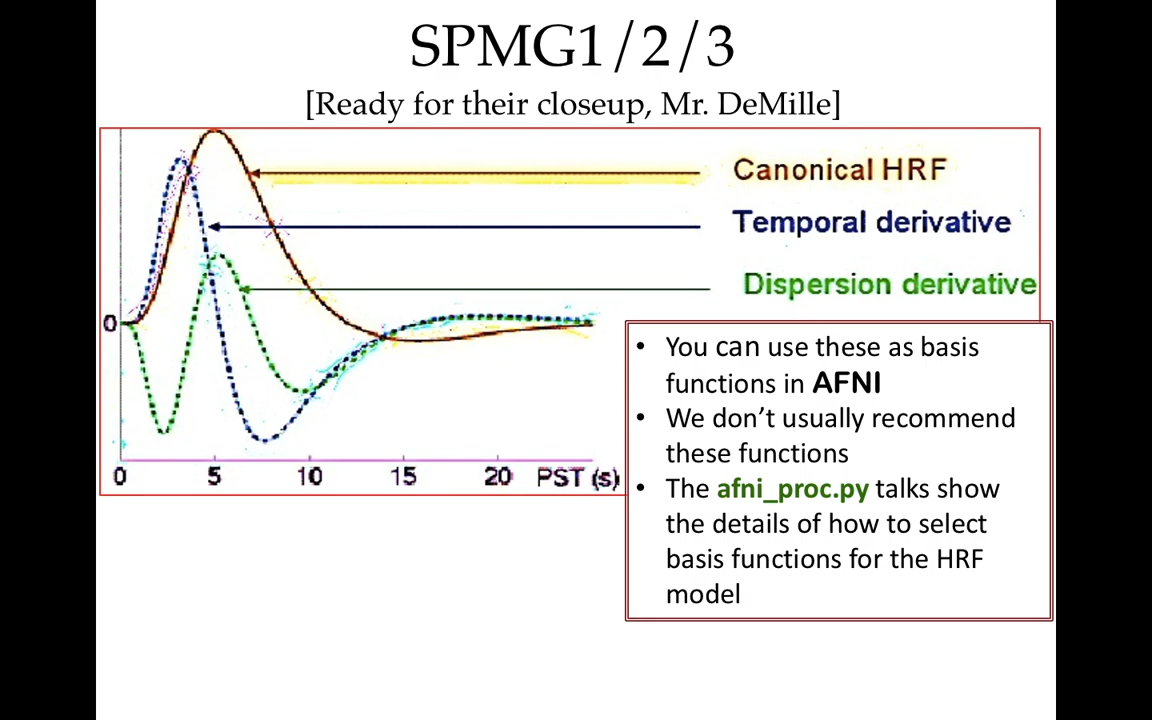 SPMG1/2/3
[Ready for their closeup, Mr. DeMille]
Canonical HRF
Temporal derivative
Dispersion derivative
0
0 5 10 15 20 PST (s)
• You can use these as basis
functions in AFNI
• We don’t usually recommend
these functions
• The afni_proc.py talks show
the details of how to select
basis functions for the HRF
model